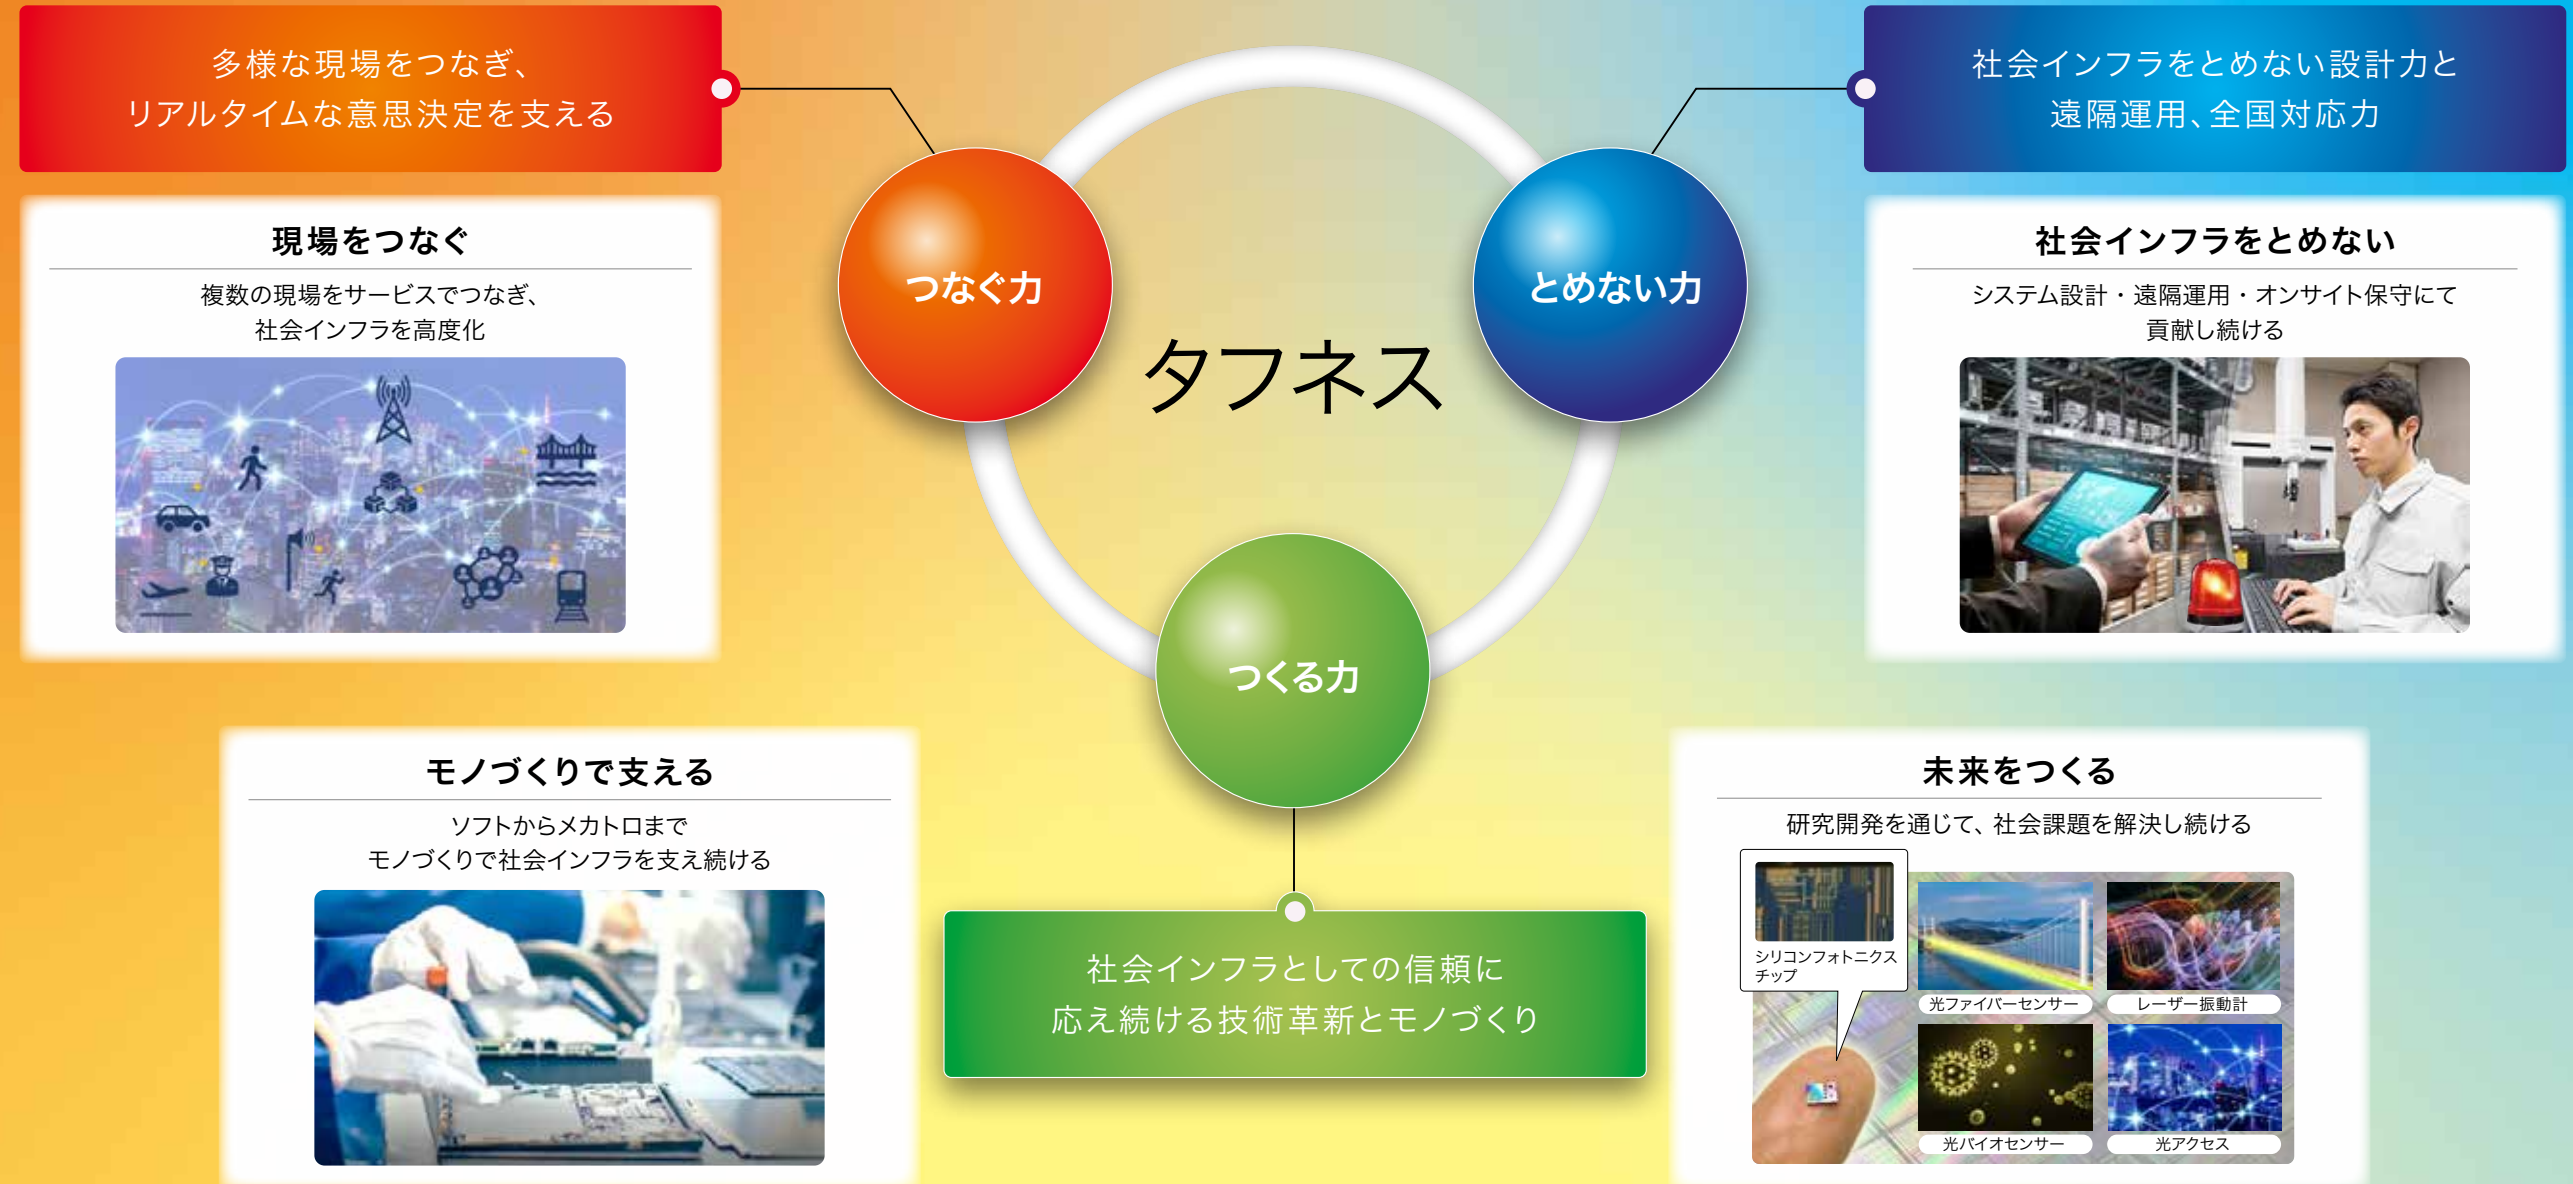 多様な現場をつなぎ、
リアルタイムな意思決定を支える
社会インフラをとめない設計力と
遠隔運用、全国対応力
現場をつなぐ
複数の現場をサービスでつなぎ、
社会インフラを高度化
つなぐ力
とめない力
タフネス
つくる力
社会インフラをとめない
システム設計・遠隔運用・オンサイト保守にて
貢献し続ける
モノづくりで支える
ソフトからメカトロまで
モノづくりで社会インフラを支え続ける
社会インフラとしての信頼に
応え続ける技術革新とモノづくり
未来をつくる
研究開発を通じて、社会課題を解決し続ける
シリコンフォトニクス
チップ
光ファイバーセンサー
レーザー振動計
光バイオセンサー
光アクセス